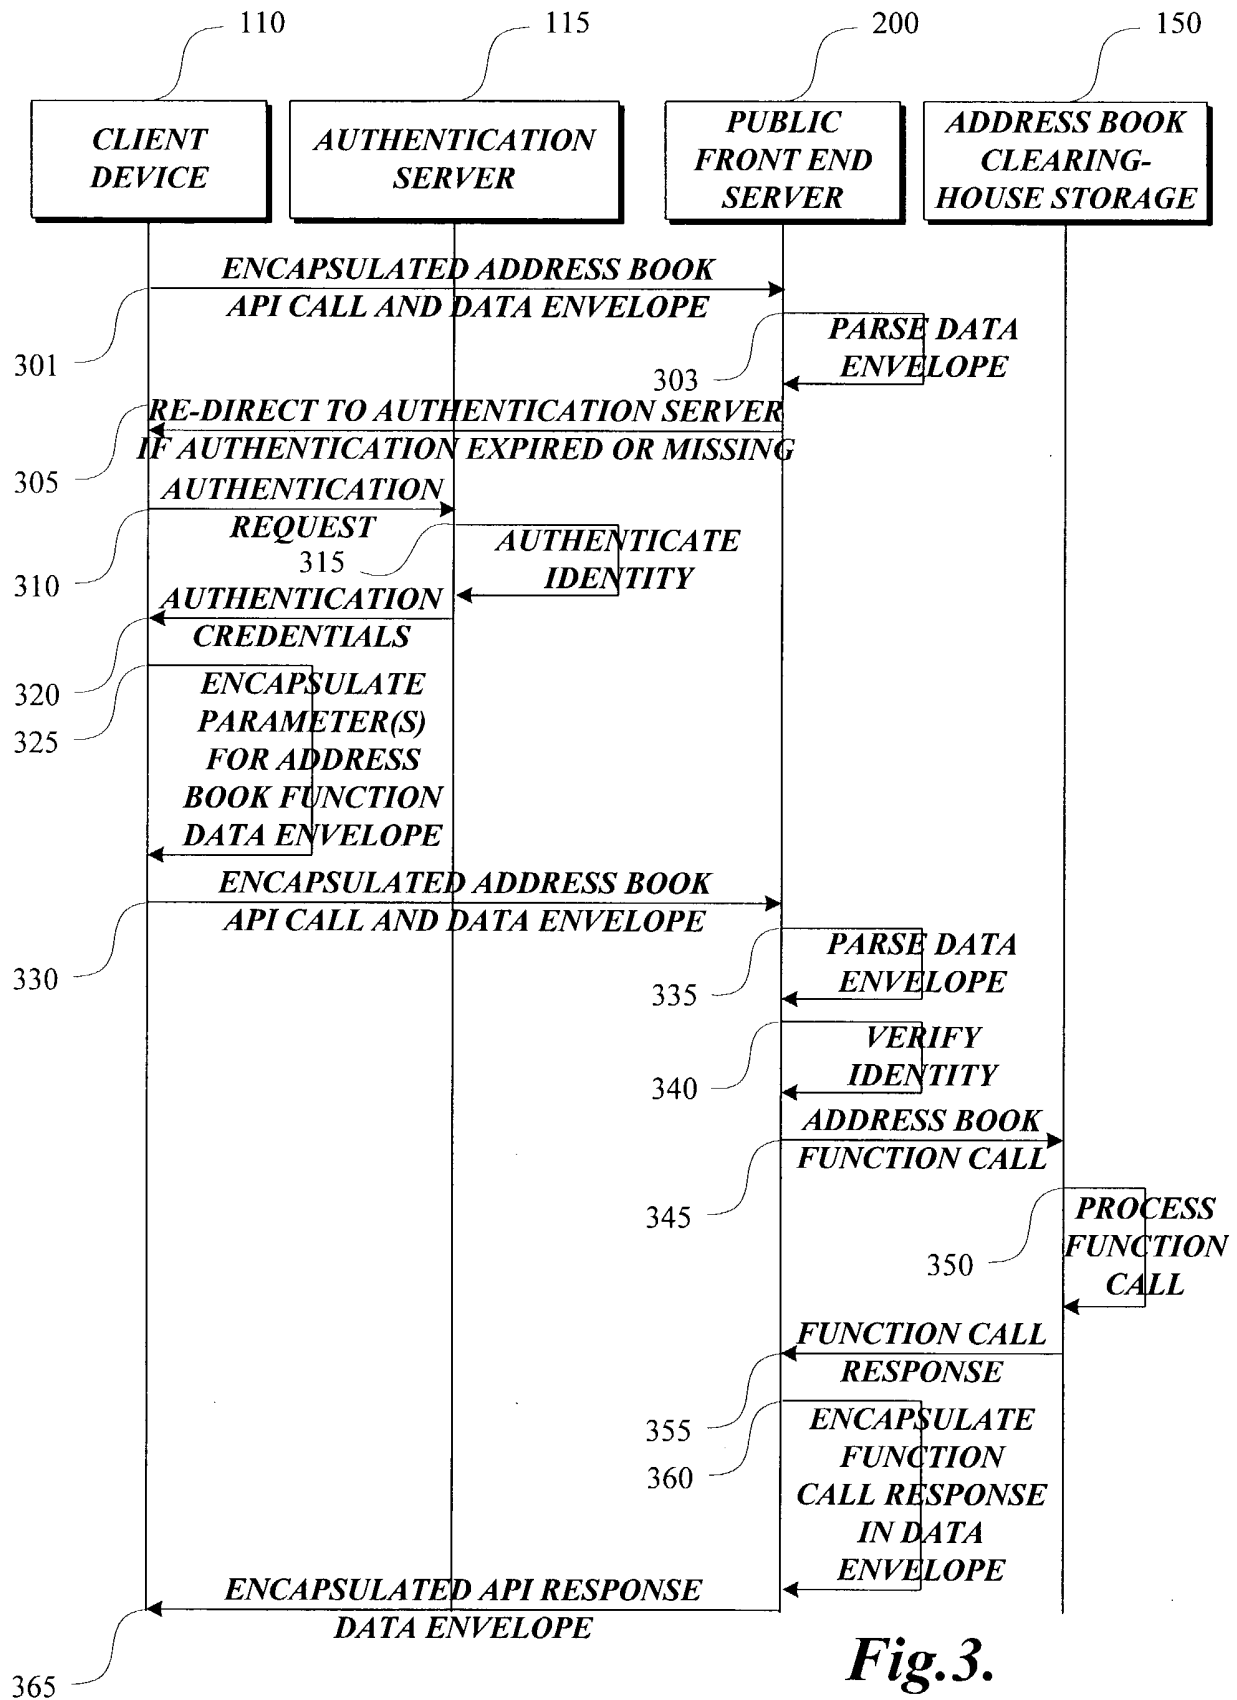 110
115
200
150
CLIENT
DEVICE
AUTHENTICATION
SERVER
PUBLIC
FRONT END
SERVER
ADDRESS BOOK
CLEARING-
HOUSE STORAGE
ENCAPSULATED ADDRESS BOOK
API CALL AND DATA ENVELOPE
301
PARSE DATA
ENVELOPE
303
RE-DIRECT TO AUTHENTICATION SERVER
IF AUTHENTICATION EXPIRED OR MISSING
305
AUTHENTICATION
REQUEST
310
AUTHENTICATE
IDENTITY
315
AUTHENTICATION
CREDENTIALS
320
ENCAPSULATE
PARAMETER(S)
FOR ADDRESS
BOOK FUNCTION
DATA ENVELOPE
325
ENCAPSULATED ADDRESS BOOK
API CALL AND DATA ENVELOPE
330
PARSE DATA
ENVELOPE
335
VERIFY
IDENTITY
340
ADDRESS BOOK
FUNCTION CALL
345
PROCESS
FUNCTION
CALL
350
FUNCTION CALL
RESPONSE
355
ENCAPSULATE
FUNCTION
CALL RESPONSE
IN DATA
ENVELOPE
360
ENCAPSULATED API RESPONSE
DATA ENVELOPE
365
Fig.3.